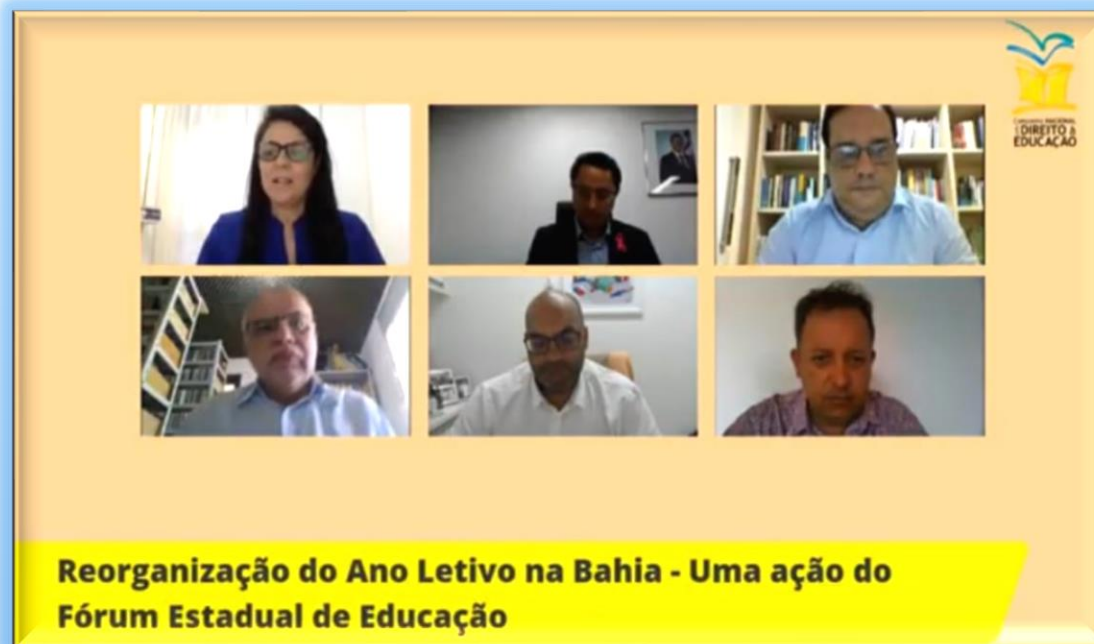 DIREITO À
EDUCAÇÃO
Reorganização do Ano Letivo na Bahia - Uma ação do
Fórum Estadual de Educação